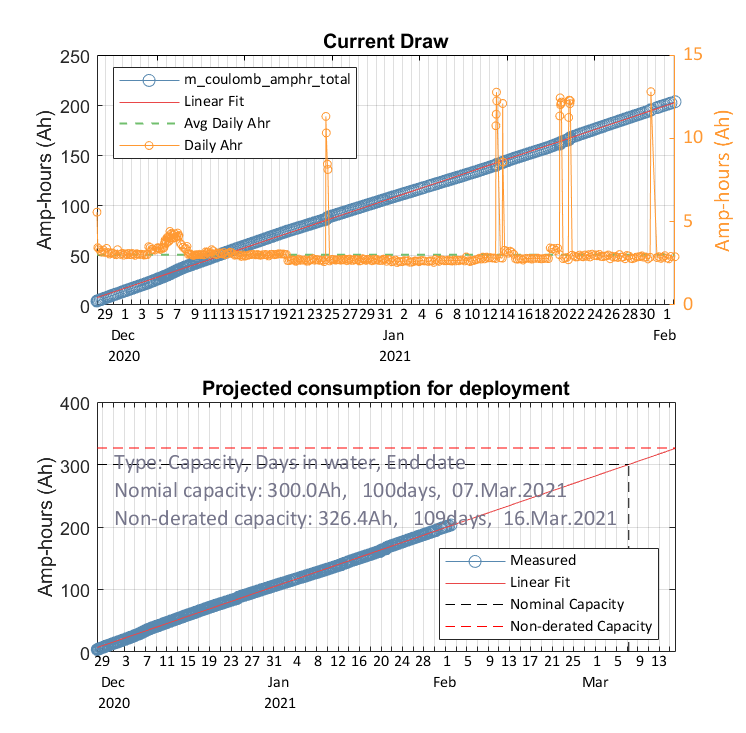 Current Draw
250
200
150
100
50
0
Amp-hours (Ah)
m_coulomb_amphr_total
Linear Fit
Avg Daily Ahr
Daily Ahr
15
10
5
0
Amp-hours (Ah)
29 1 3 5 7 9 11 13 15 17 19 21 23 25 27 29 31 2 4 6 8 10 12 14 16 18 20 22 24 26 28 30 1
Dec Jan Feb
2020 2021
Projected consumption for deployment
400
300
200
100
0
Amp-hours (Ah)
Type: Capacity, Days in water, End date
Nomial capacity: 300.0Ah, 100days, 07.Mar.2021
Non-derated capacity: 326.4Ah, 109days, 16.Mar.2021
Measured
Linear Fit
Nominal Capacity
Non-derated Capacity
29 3 7 11 15 19 23 27 31 4 8 12 16 20 24 28 1 5 9 13 17 21 25 1 5 9 13
Dec Jan Feb Mar
2020 2021